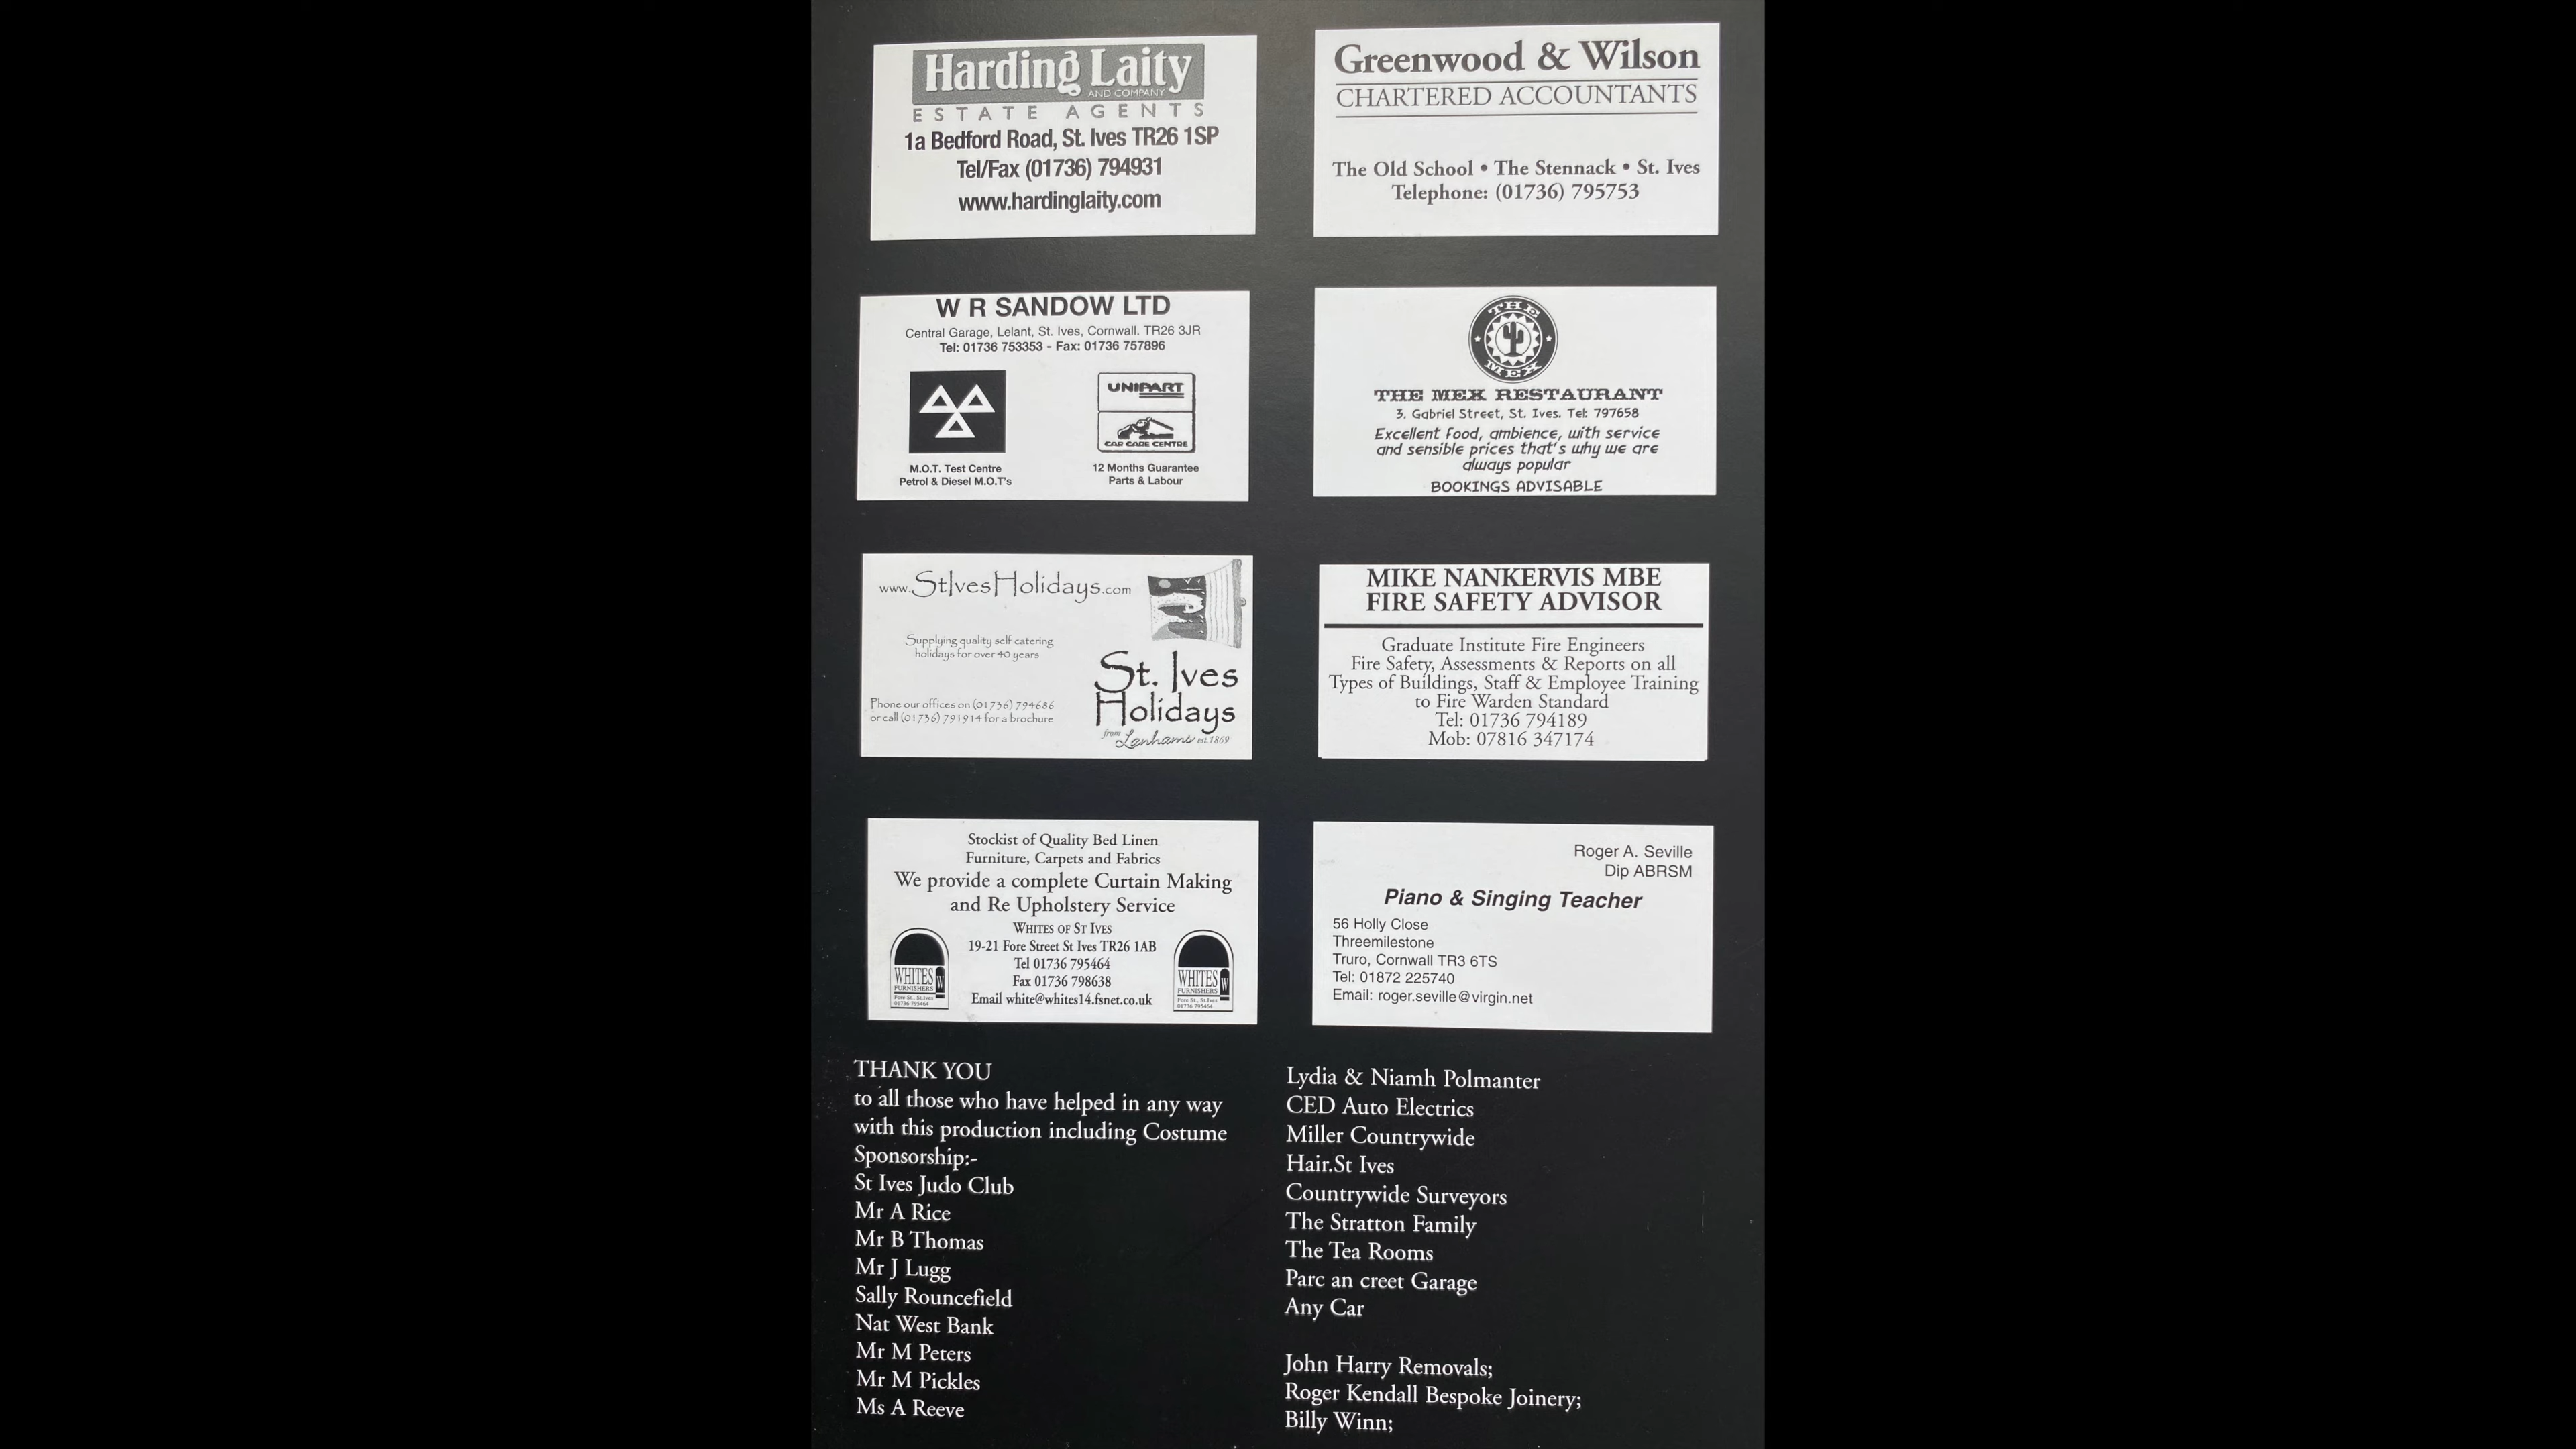 Harding Laity
AND COMPANY
ESTATE AGENTS
1a Bedford Road, St. Ives TR26 1SP
Tel/Fax (01736) 794931
www.hardinglaity.com
Greenwood & Wilson
CHARTERED ACCOUNTANTS
The Old School • The Stennack • St. Ives
Telephone: (01736) 795753
W R SANDOW LTD
Central Garage, Lelant, St. Ives, Cornwall. TR26 3JR
Tel: 01736 753353 - Fax: 01736 757896
UNIPART
CAR CARE CENTRE
M.O.T. Test Centre
Petrol & Diesel M.O.T's
12 Months Guarantee
Parts & Labour
THE
MEX
THE MEX RESTAURANT
3. Gabriel Street, St. Ives. Tel: 797658
Excellent food, ambience, with service
and sensible prices that's why we are
always popular
BOOKINGS ADVISABLE
www.StIvesHolidays.com
Supplying quality self catering
holidays for over 40 years
Phone our offices on (01736) 794686
or call (01736) 791914 for a brochure
St. Ives
Holidays
from Lanhams est.1869
MIKE NANKERVIS MBE
FIRE SAFETY ADVISOR
Graduate Institute Fire Engineers
Fire Safety, Assessments & Reports on all
Types of Buildings, Staff & Employee Training
to Fire Warden Standard
Tel: 01736 794189
Mob: 07816 347174
Stockist of Quality Bed Linen
Furniture, Carpets and Fabrics
We provide a complete Curtain Making
and Re Upholstery Service
WHITES OF ST IVES
19-21 Fore Street St Ives TR26 1AB
Tel 01736 795464
Fax 01736 798638
Email white@whites14.fsnet.co.uk
WHITES W
FURNISHERS
Fore St., St.Ives
01736 795464
WHITES W
FURNISHERS
Fore St., St.Ives
01736 795464
Roger A. Seville
Dip ABRSM
Piano & Singing Teacher
56 Holly Close
Threemilestone
Truro, Cornwall TR3 6TS
Tel: 01872 225740
Email: roger.seville@virgin.net
THANK YOU
to all those who have helped in any way
with this production including Costume
Sponsorship:-
St Ives Judo Club
Mr A Rice
Mr B Thomas
Mr J Lugg
Sally Rouncefield
Nat West Bank
Mr M Peters
Mr M Pickles
Ms A Reeve
Lydia & Niamh Polmanter
CED Auto Electrics
Miller Countrywide
Hair.St Ives
Countrywide Surveyors
The Stratton Family
The Tea Rooms
Parc an creet Garage
Any Car
John Harry Removals;
Roger Kendall Bespoke Joinery;
Billy Winn;